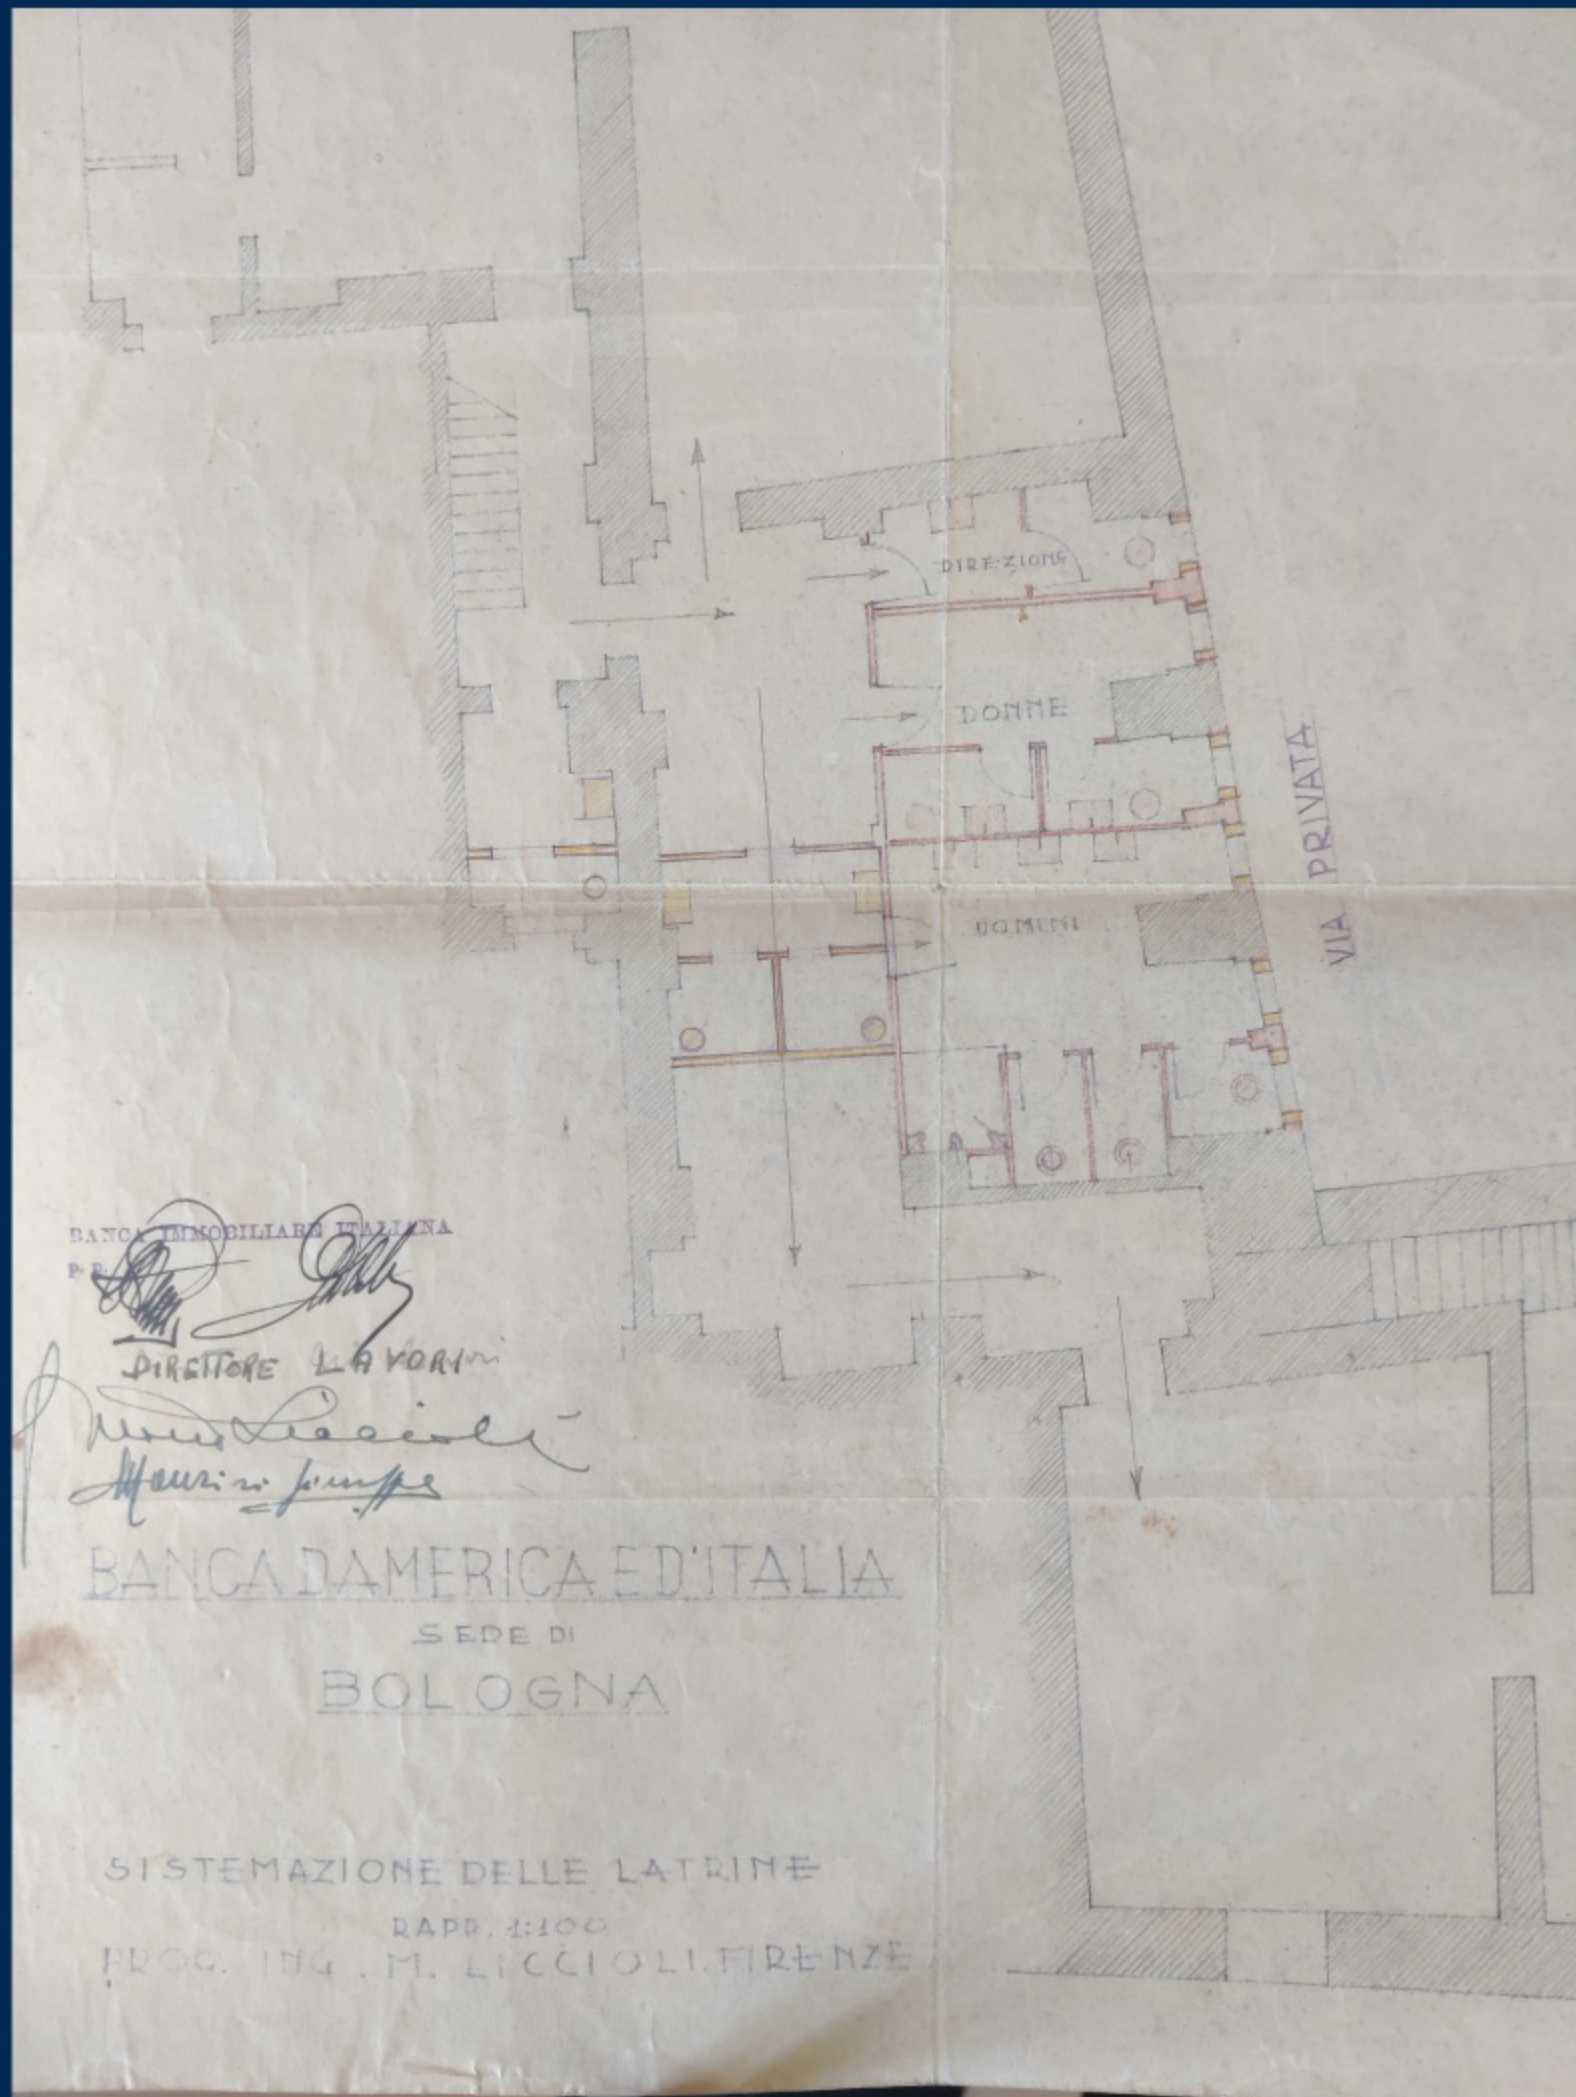 DIREZIONE
DONNE
UOMINI
VIA PRIVATA
BANCA IMMOBILIARE ITALIANA
P. P.
DIRETTORE LAVORI
Liccioli
BANCA D'AMERICA E D'ITALIA
SEDE DI
BOLOGNA
SISTEMAZIONE DELLE LATRINE
RAPP. 1:100
PROG. ING. M. LICCIOLI. FIRENZE